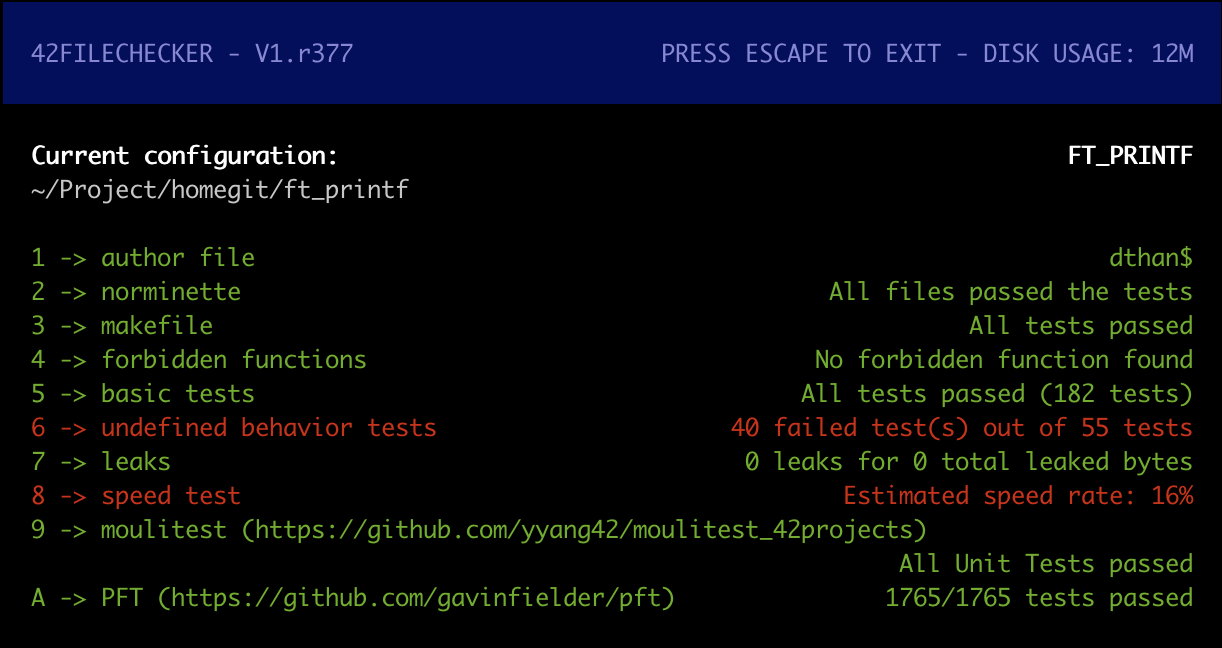 42FILECHECKER - V1.r377 PRESS ESCAPE TO EXIT - DISK USAGE: 12M
Current configuration: FT_PRINTF
~/Project/homegit/ft_printf
1 -> author file dthan$
2 -> norminette All files passed the tests
3 -> makefile All tests passed
4 -> forbidden functions No forbidden function found
5 -> basic tests All tests passed (182 tests)
6 -> undefined behavior tests 40 failed test(s) out of 55 tests
7 -> leaks 0 leaks for 0 total leaked bytes
8 -> speed test Estimated speed rate: 16%
9 -> moulitest (https://github.com/yyang42/moulitest_42projects)
All Unit Tests passed
A -> PFT (https://github.com/gavinfielder/pft) 1765/1765 tests passed